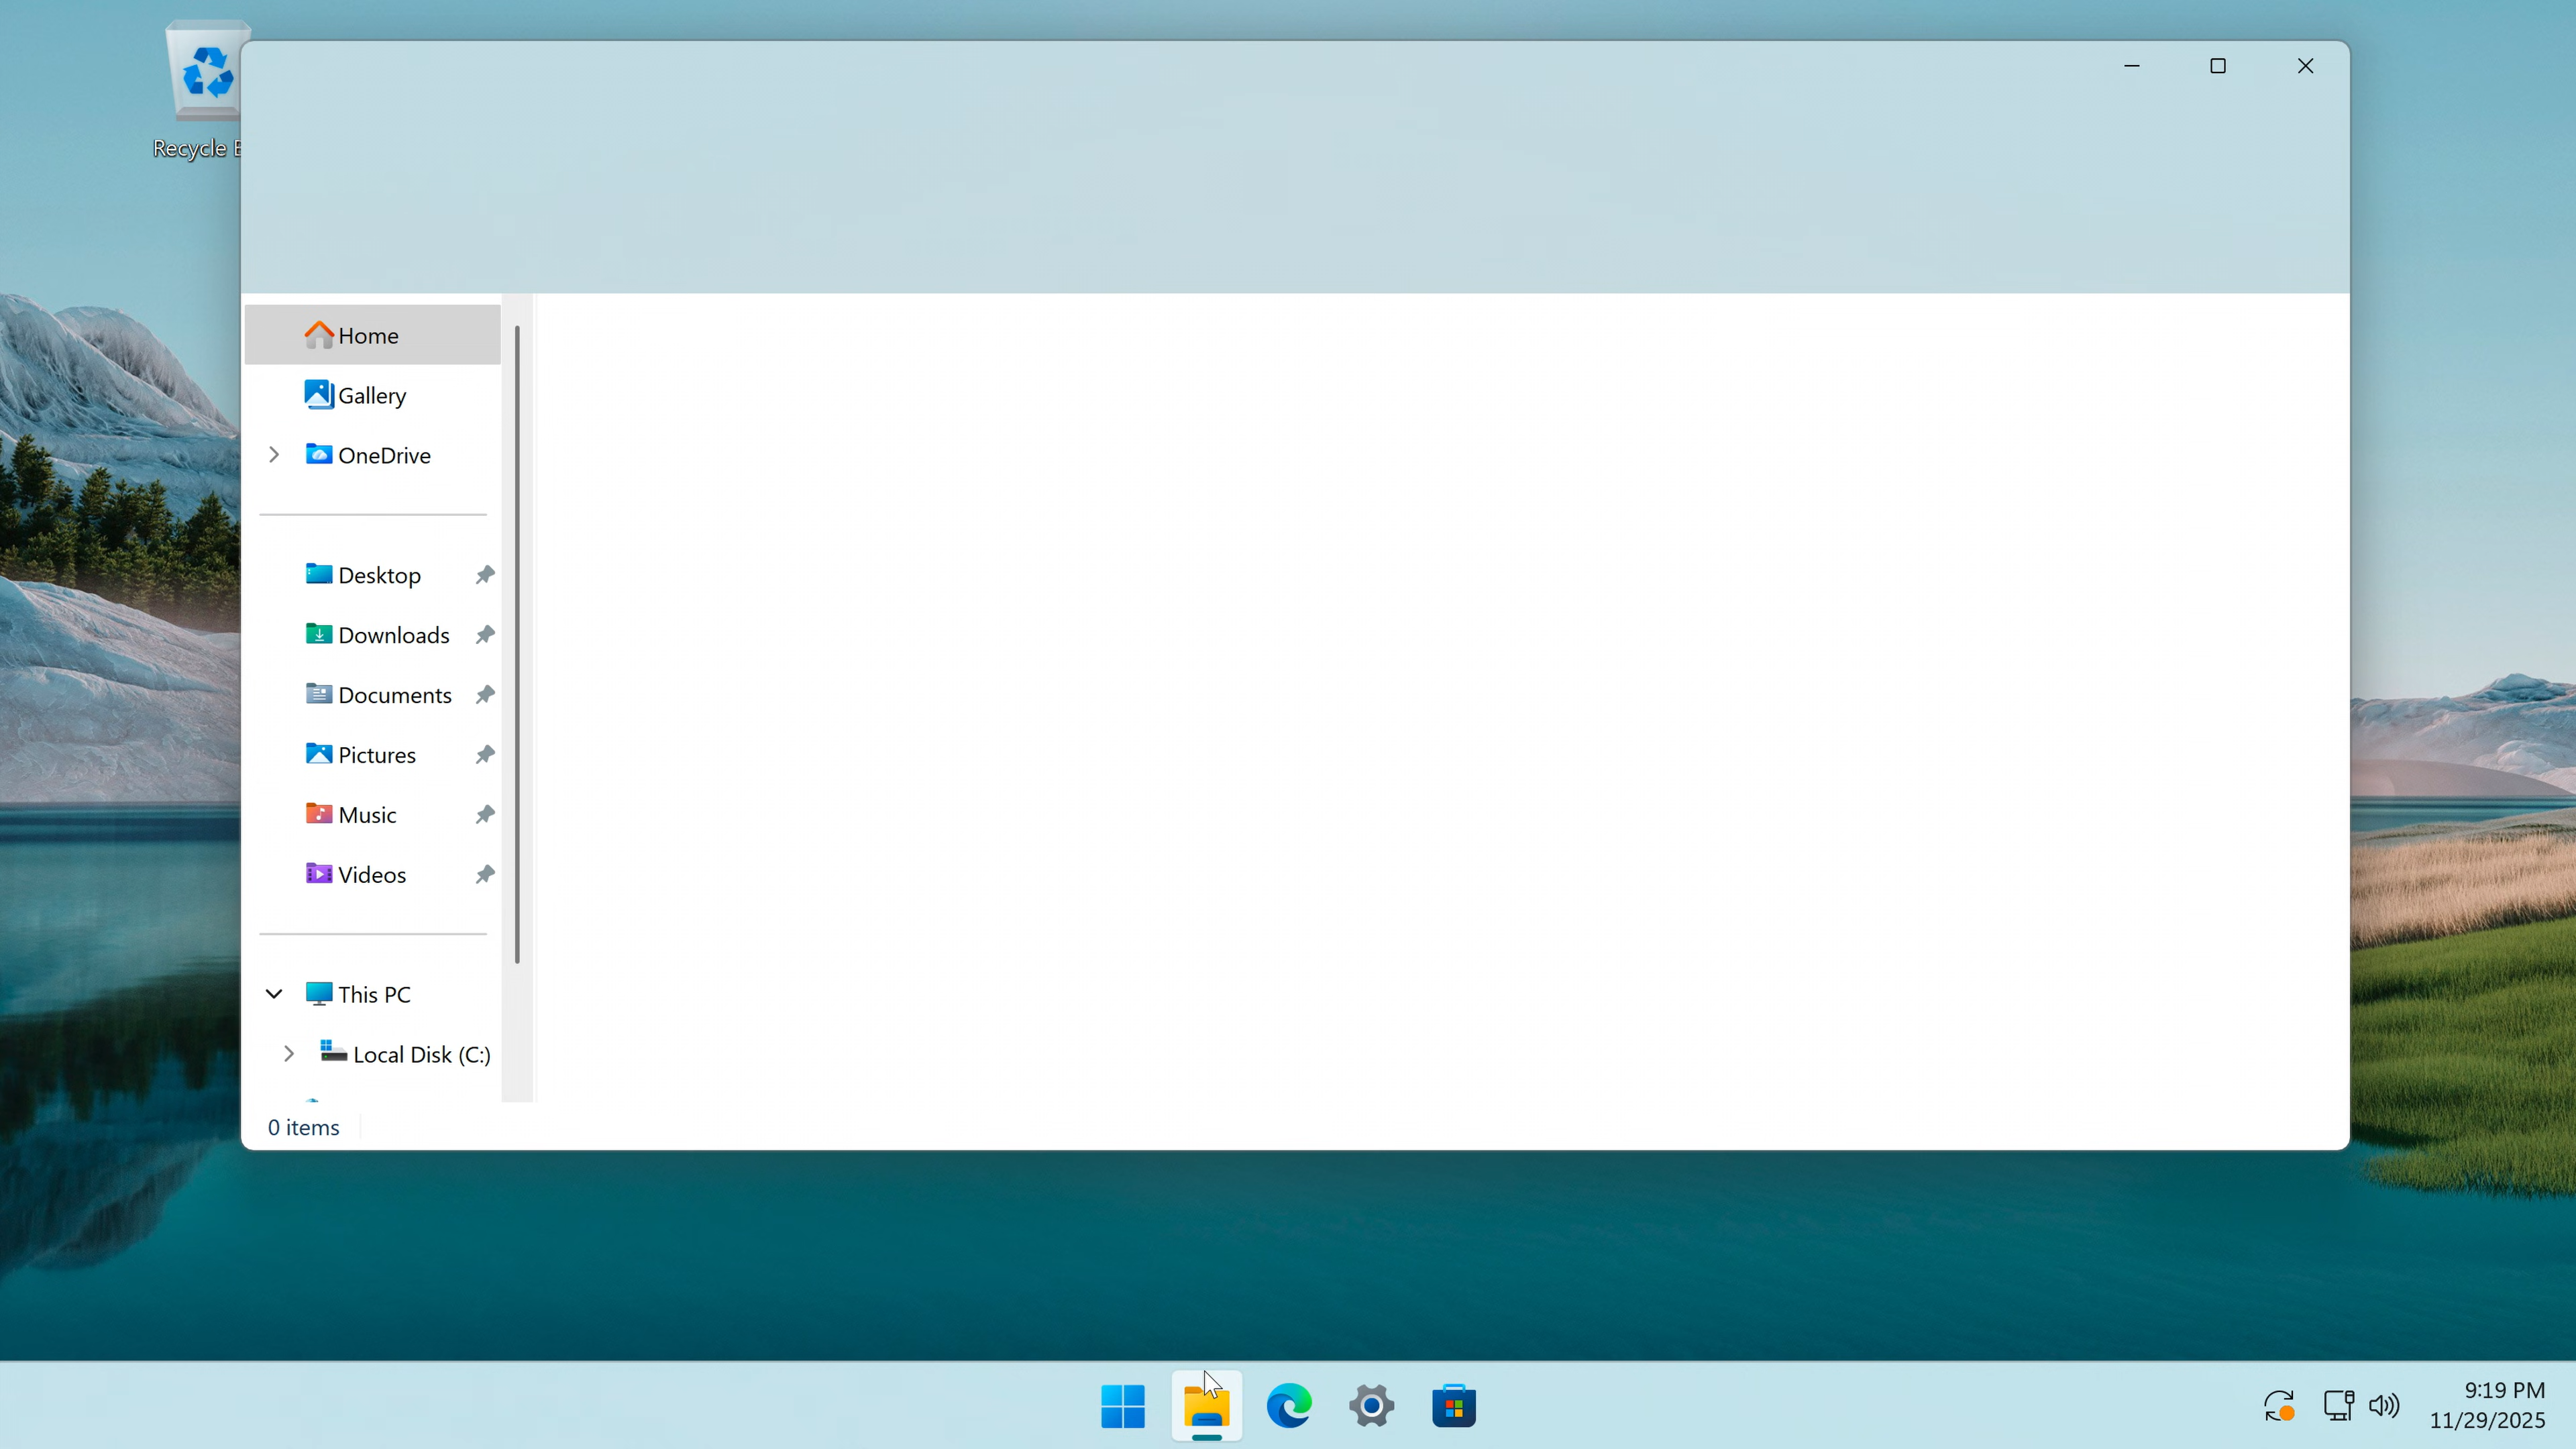 Recycle B
Home
Gallery
OneDrive
Desktop
Downloads
Documents
Pictures
Music
Videos
This PC
Local Disk (C:)
0 items
9:19 PM
11/29/2025